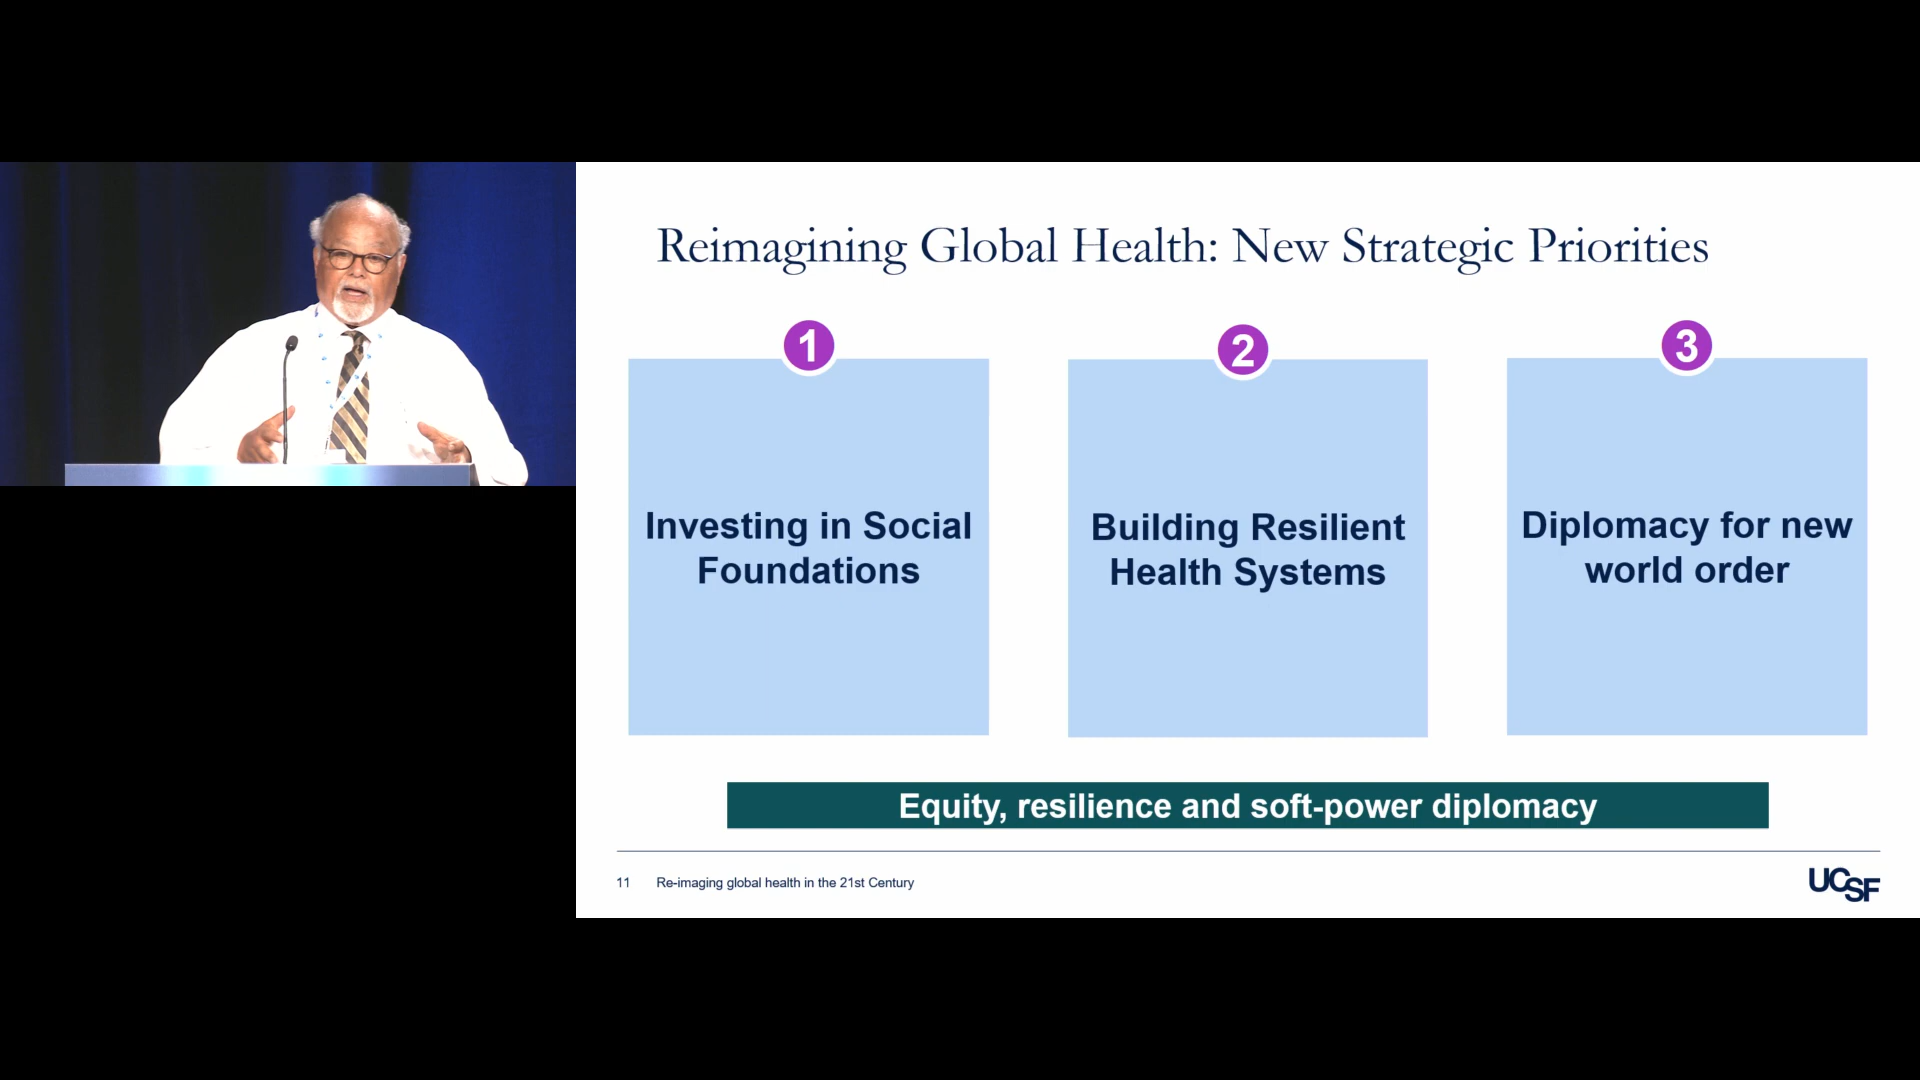 Reimagining Global Health: New Strategic Priorities
1
2
3
Investing in Social
Foundations
Building Resilient
Health Systems
Diplomacy for new
world order
Equity, resilience and soft-power diplomacy
11 Re-imaging global health in the 21st Century
UCSF